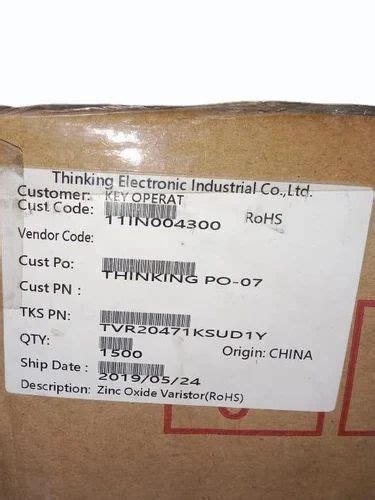 Thinking Electronic Industrial Co.,Ltd.
Customer: KEY OPERAT
Cust Code: 11IN004300 RoHS
Vendor Code:
Cust Po: THINKING PO-07
Cust PN :
TKS PN: TVR20471KSUD1Y
QTY: 1500 Origin: CHINA
Ship Date : 2019/05/24
Description: Zinc Oxide Varistor(RoHS)